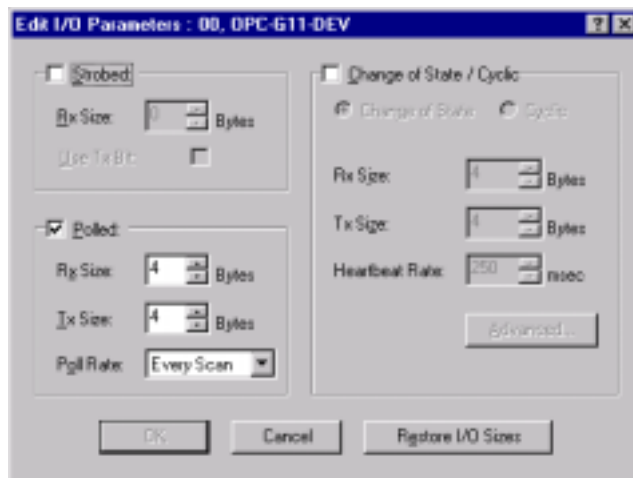 Edit I/O Parameters : 00, OPC-G11-DEV
Strobed:
Rx Size: 0 Bytes
Use Tx Bit:
Polled:
Rx Size: 4 Bytes
Tx Size: 4 Bytes
Poll Rate: Every Scan
Change of State / Cyclic
Change of State Cyclic
Rx Size: 4 Bytes
Tx Size: 4 Bytes
Heartbeat Rate: 250 msec
Advanced...
OK Cancel Restore I/O Sizes